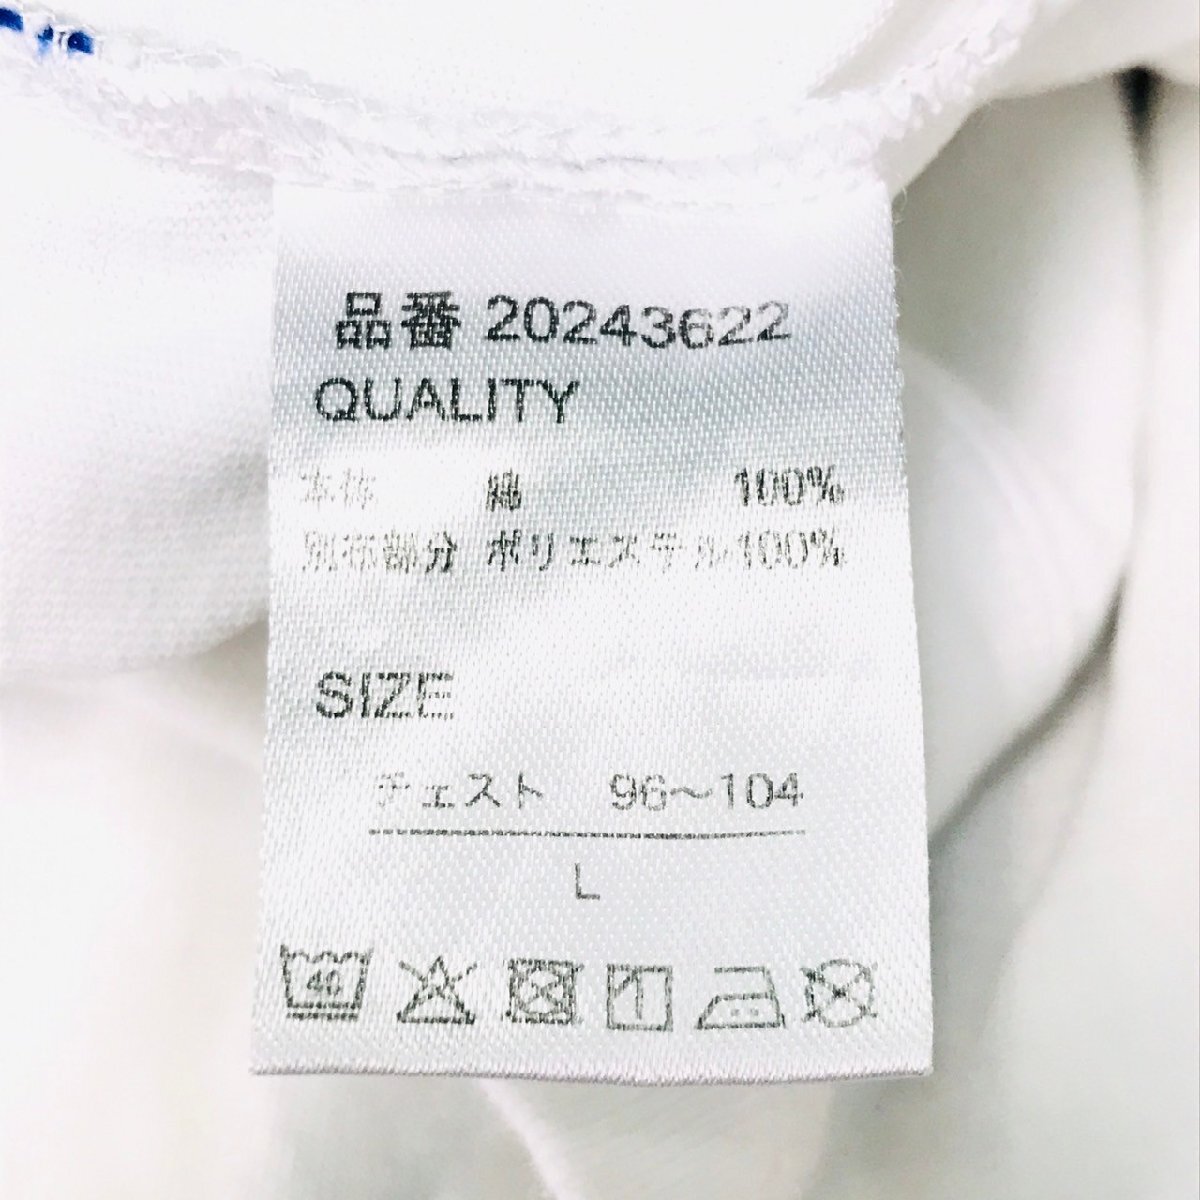 品番 20243622
QUALITY
本体 綿 100%
別布部分 ポリエステル100%
SIZE
チェスト 96～104
L
40